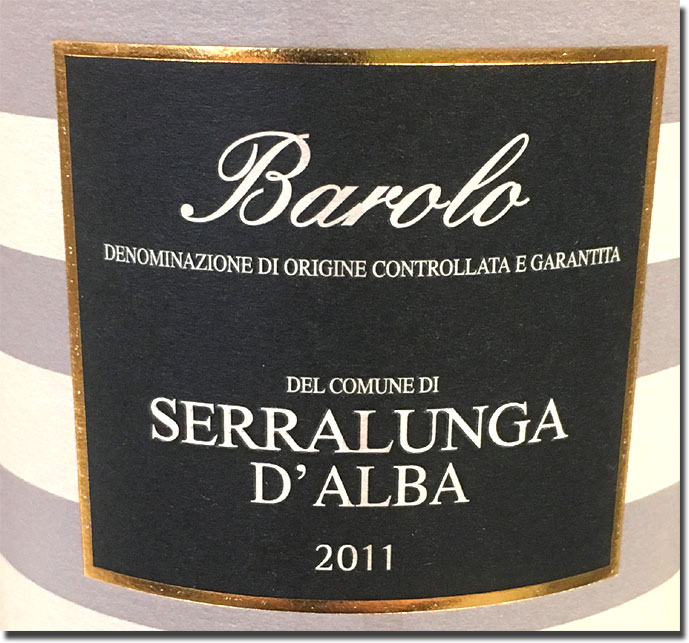 Barolo
DENOMINAZIONE DI ORIGINE CONTROLLATA E GARANTITA
DEL COMUNE DI
SERRALUNGA
D'ALBA
2011